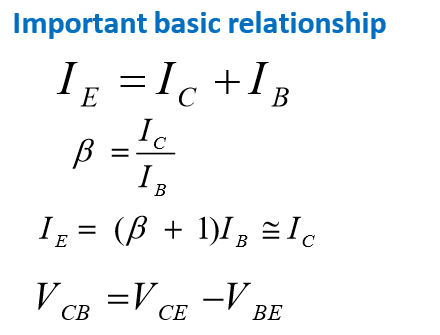 Important basic relationship
I_E = I_C + I_B
β = I_C / I_B
I_E = (β + 1)I_B ≅ I_C
V_CB = V_CE − V_BE